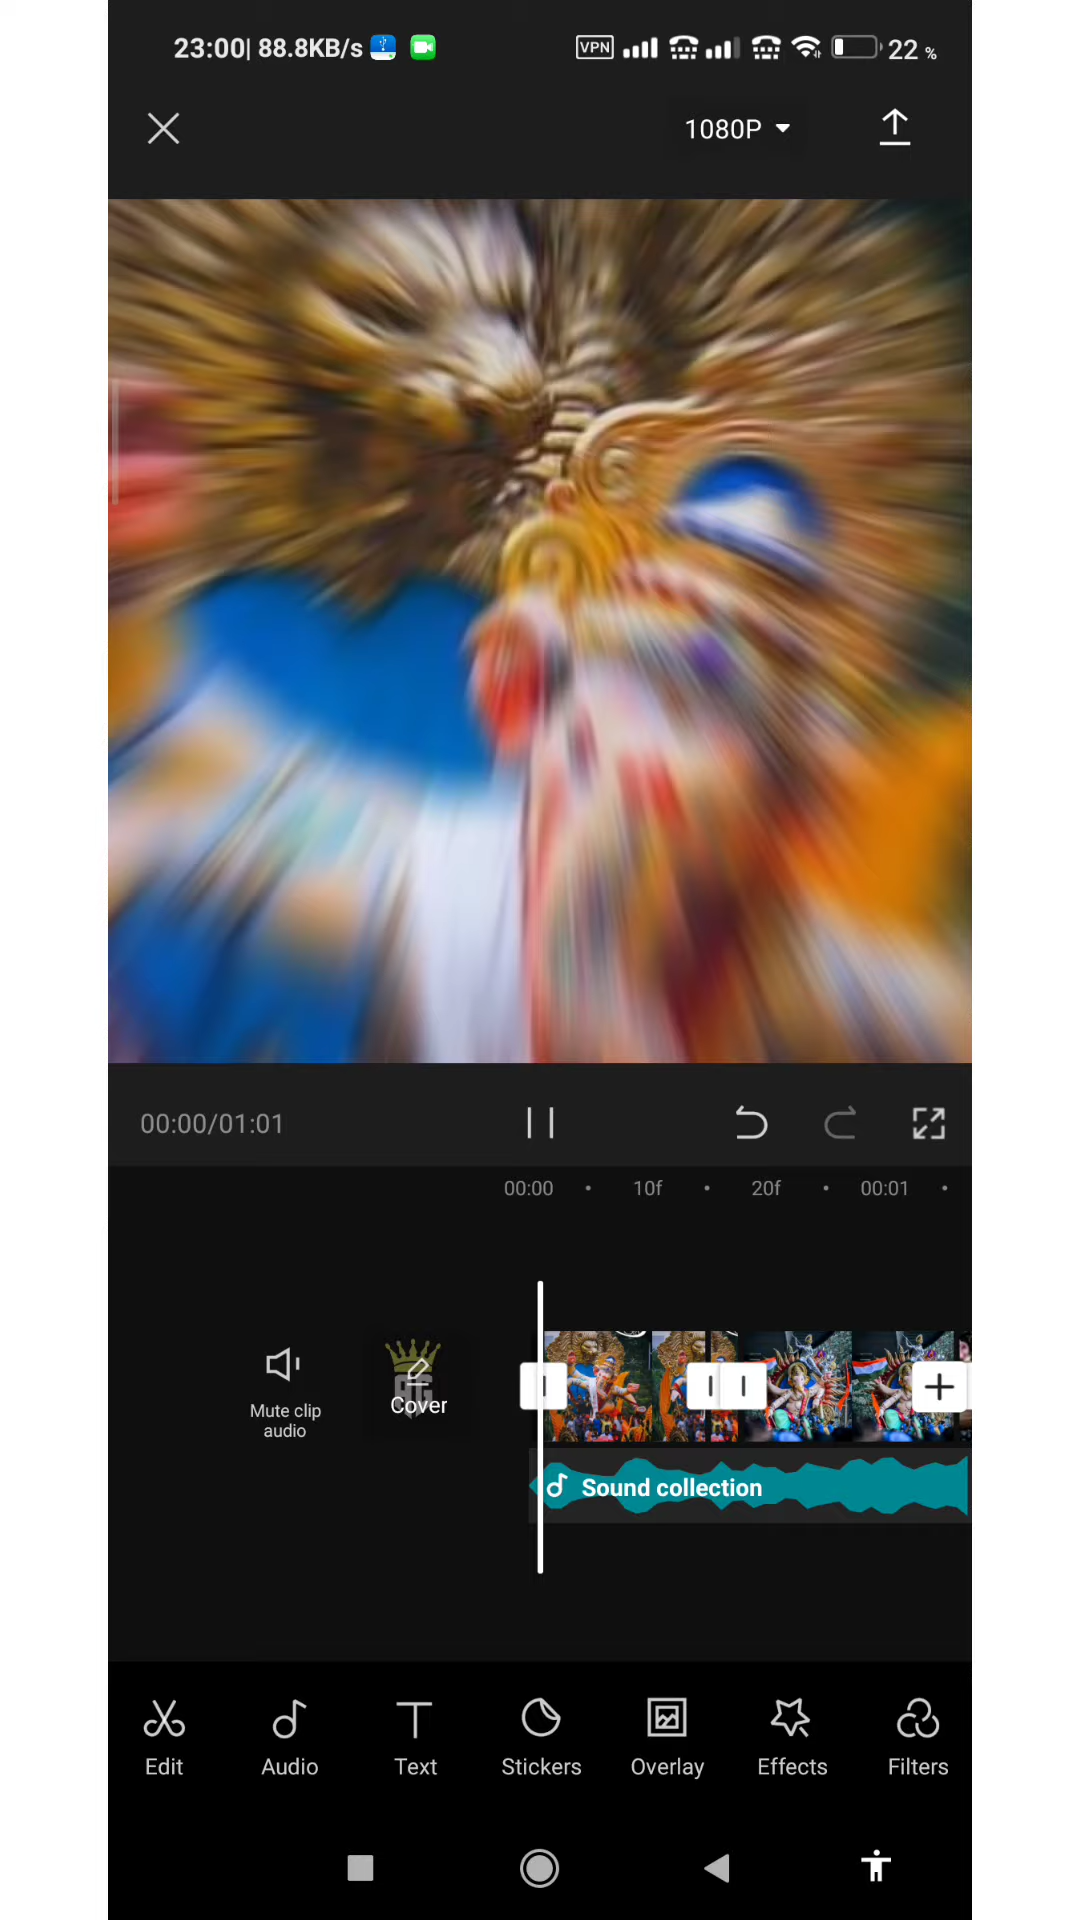 23:00| 88.8KB/s VPN 22 %
1080P
00:00/01:01
00:00 10f 20f 00:01
Mute clip
audio
Cover
Sound collection
Edit Audio Text Stickers Overlay Effects Filters